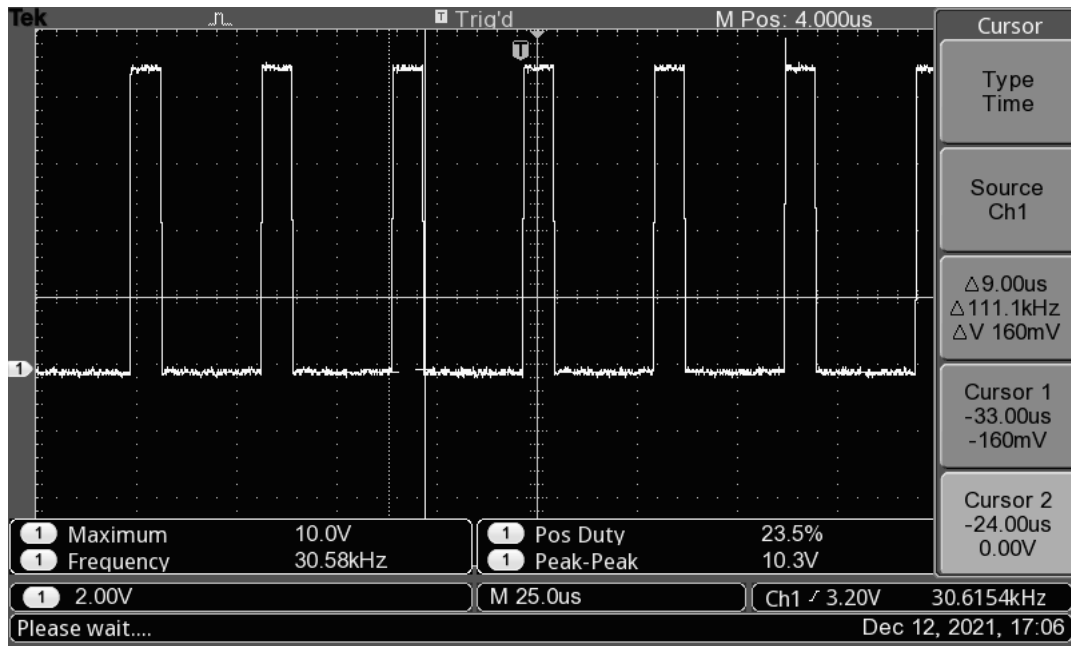 Tek
T Trig'd
M Pos: 4.000us
Cursor
T
Type
Time
Source
Ch1
△9.00us
△111.1kHz
△V 160mV
1
Cursor 1
-33.00us
-160mV
Cursor 2
-24.00us
0.00V
1 Maximum 10.0V
1 Frequency 30.58kHz
1 Pos Duty 23.5%
1 Peak-Peak 10.3V
1 2.00V
M 25.0us
Ch1 / 3.20V 30.6154kHz
Please wait....
Dec 12, 2021, 17:06